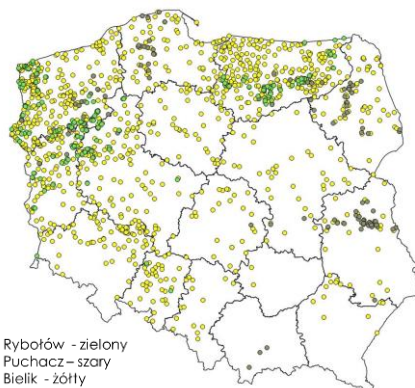 Rybołów - zielony
Puchacz – szary
Bielik - żółty